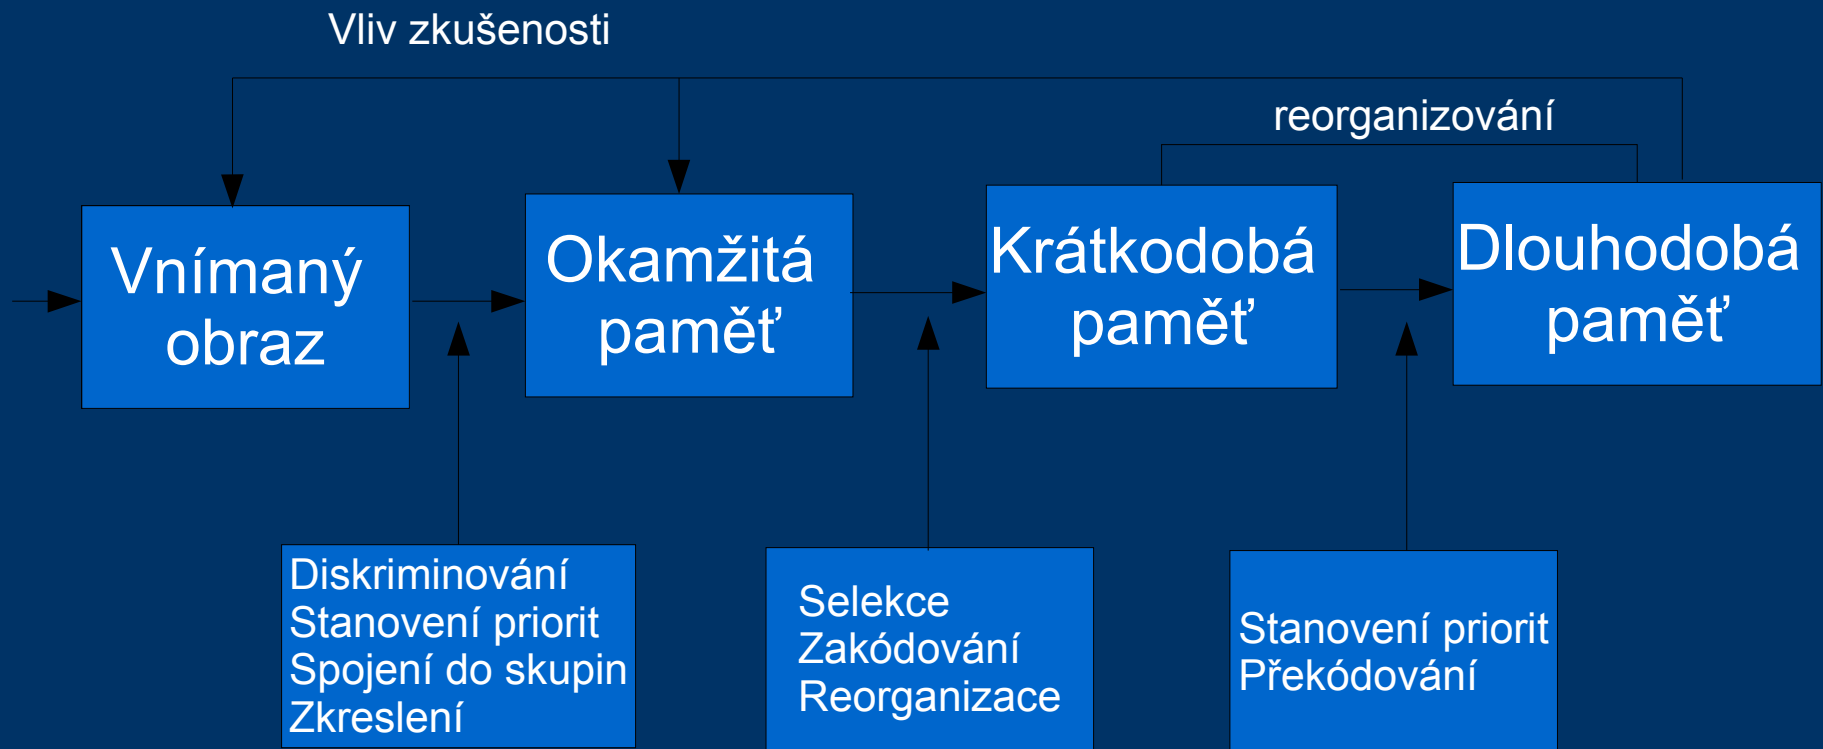 Vliv zkušenosti
reorganizování
Vnímaný
obraz
Okamžitá
paměť
Krátkodobá
paměť
Dlouhodobá
paměť
Diskriminování
Stanovení priorit
Spojení do skupin
Zkreslení
Selekce
Zakódování
Reorganizace
Stanovení priorit
Překódování